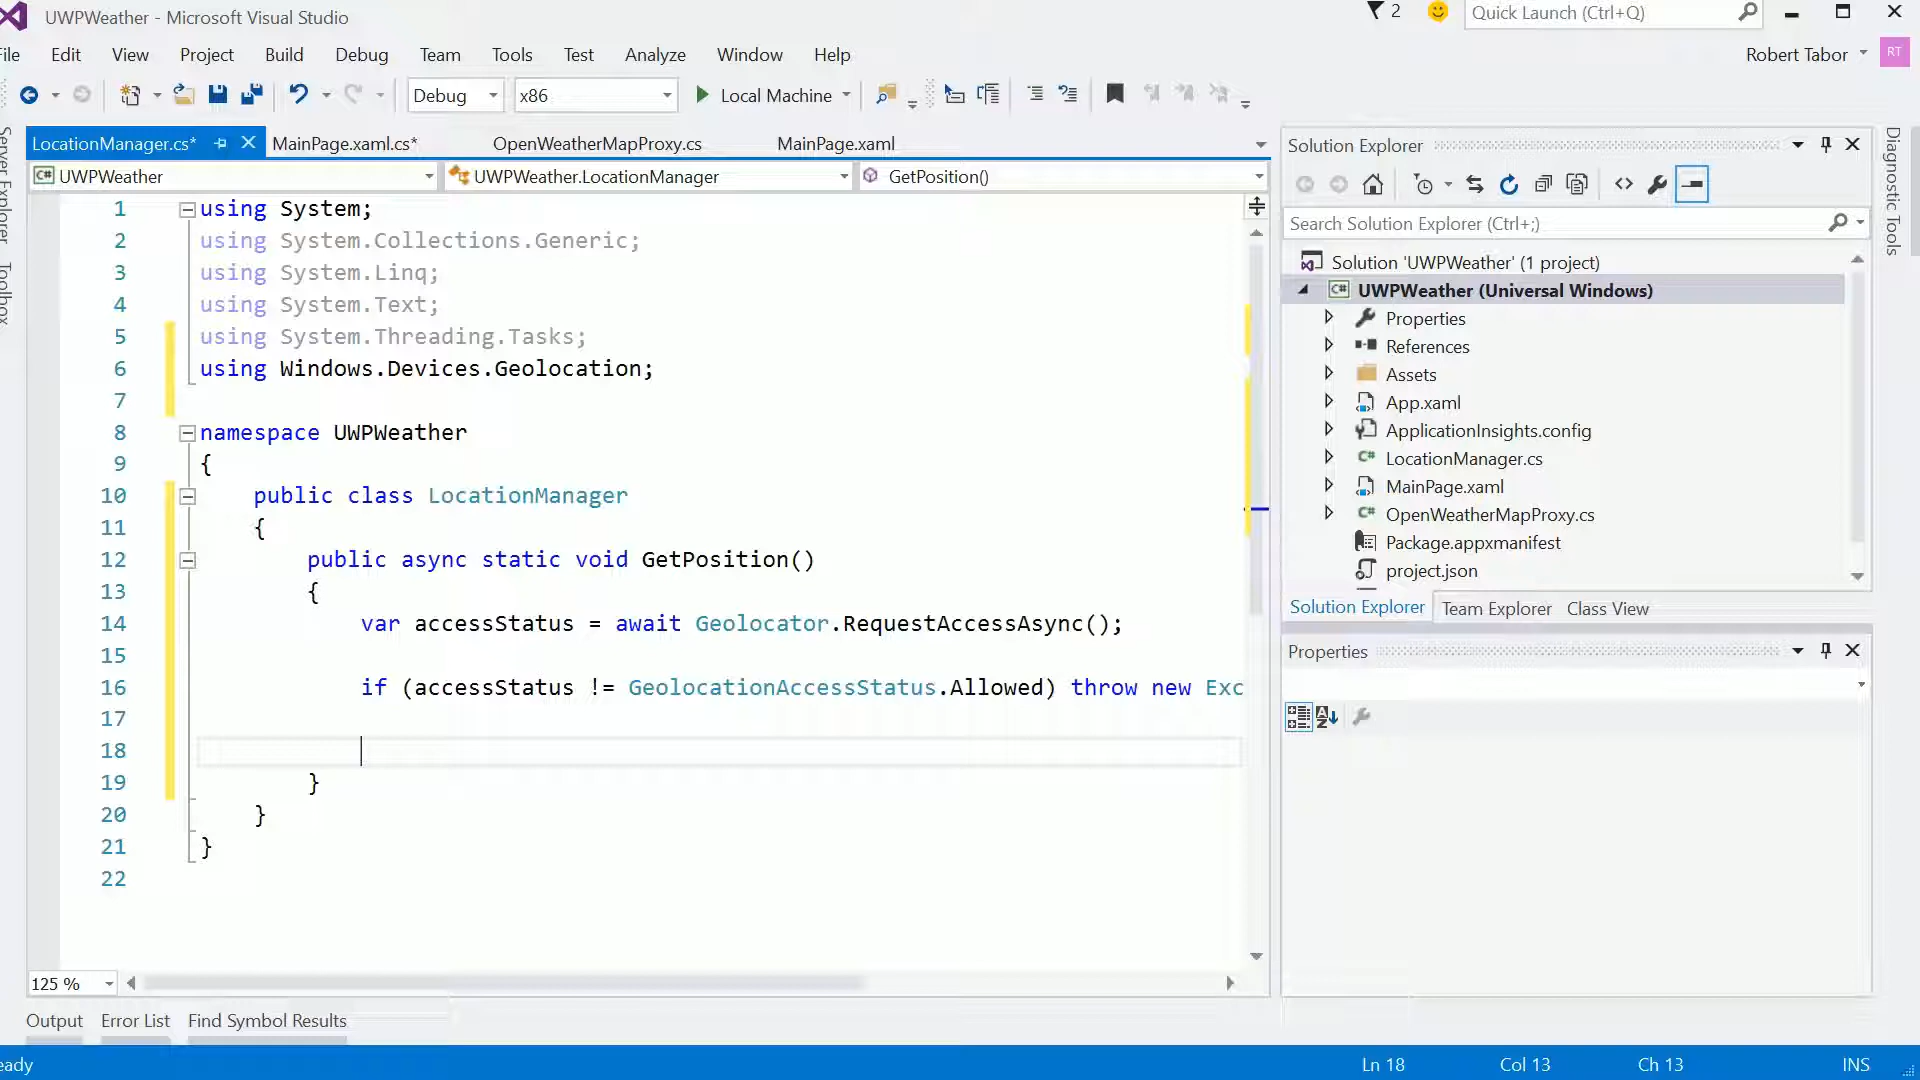 UWPWeather - Microsoft Visual Studio
2
Quick Launch (Ctrl+Q)
File Edit View Project Build Debug Team Tools Test Analyze Window Help
Robert Tabor
RT
Debug
x86
Local Machine
Server Explorer
Toolbox
LocationManager.cs*
MainPage.xaml.cs*
OpenWeatherMapProxy.cs
MainPage.xaml
UWPWeather
UWPWeather.LocationManager
GetPosition()
1 using System;
2 using System.Collections.Generic;
3 using System.Linq;
4 using System.Text;
5 using System.Threading.Tasks;
6 using Windows.Devices.Geolocation;
7
8 namespace UWPWeather
9 {
10 public class LocationManager
11 {
12 public async static void GetPosition()
13 {
14 var accessStatus = await Geolocator.RequestAccessAsync();
15
16 if (accessStatus != GeolocationAccessStatus.Allowed) throw new Exc
17
18
19 }
20 }
21 }
22
125 %
Output Error List Find Symbol Results
Solution Explorer
Search Solution Explorer (Ctrl+;)
Solution 'UWPWeather' (1 project)
UWPWeather (Universal Windows)
Properties
References
Assets
App.xaml
ApplicationInsights.config
LocationManager.cs
MainPage.xaml
OpenWeatherMapProxy.cs
Package.appxmanifest
project.json
Solution Explorer Team Explorer Class View
Properties
Diagnostic Tools
eady
Ln 18
Col 13
Ch 13
INS